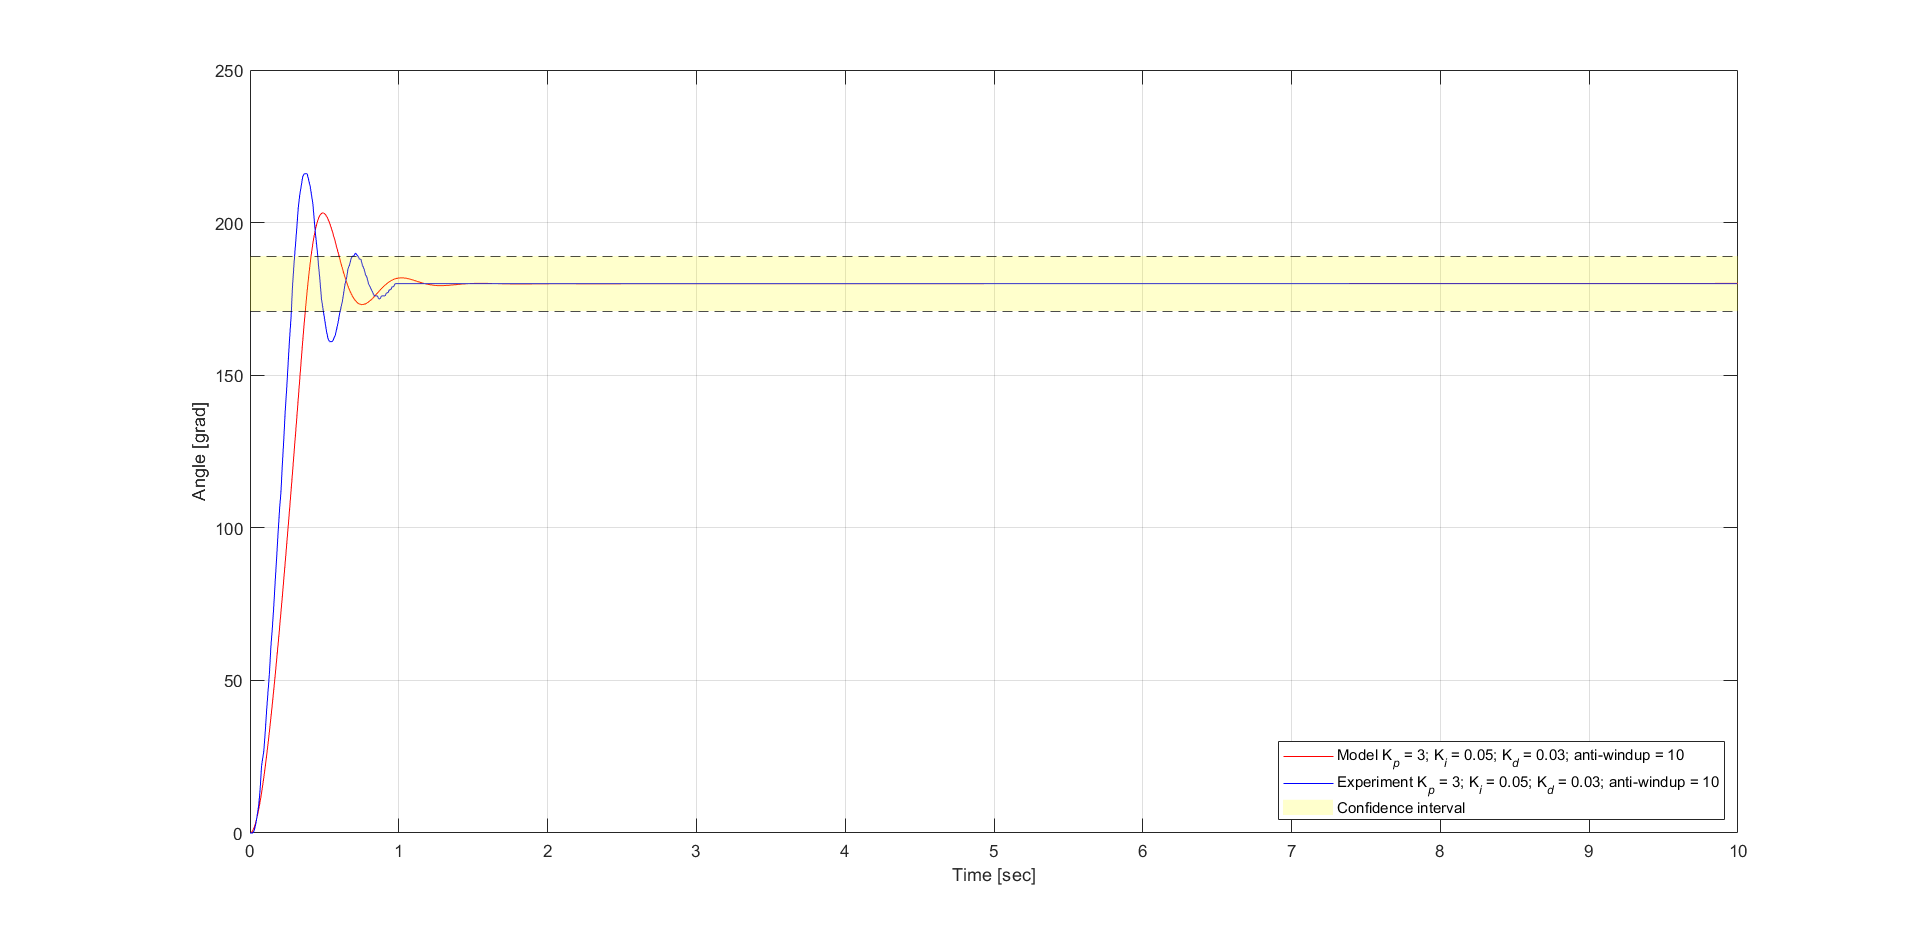 250
200
150
100
50
0
Angle [grad]
0 1 2 3 4 5 6 7 8 9 10
Time [sec]
Model Kp = 3; Ki = 0.05; Kd = 0.03; anti-windup = 10
Experiment Kp = 3; Ki = 0.05; Kd = 0.03; anti-windup = 10
Confidence interval